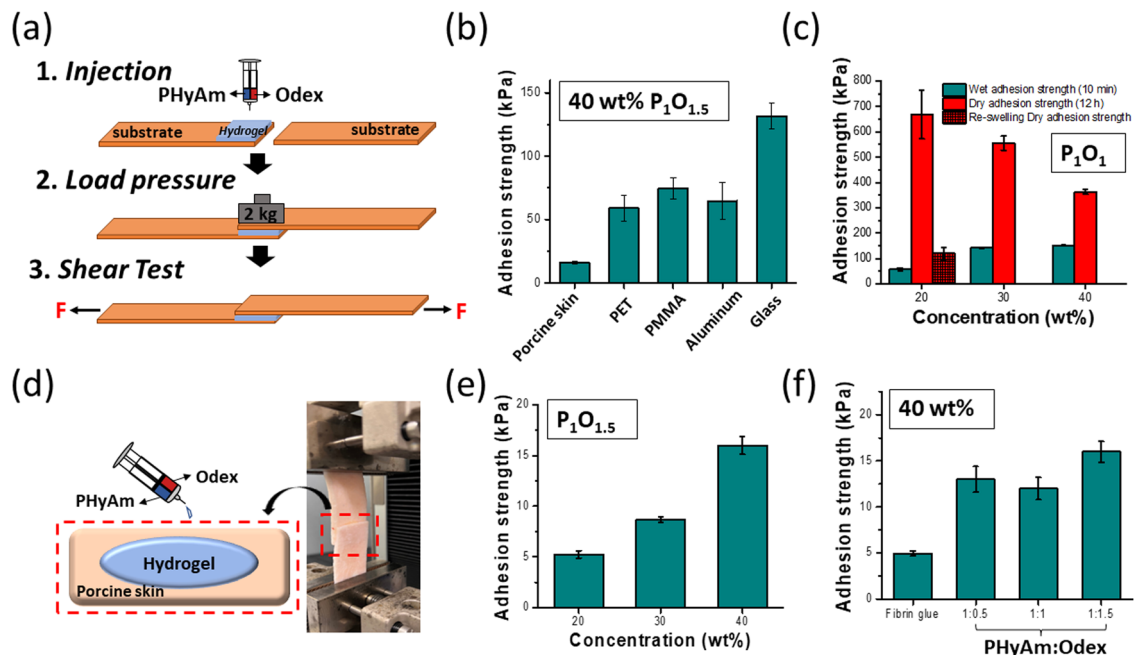 (a)
1. Injection
PHyAm Odex
substrate Hydrogel substrate
2. Load pressure
2 kg
3. Shear Test
F F
(b)
Adhesion strength (kPa)
150
100
50
0
40 wt% P₁O₁.₅
Porcine skin
PET
PMMA
Aluminum
Glass
(c)
Adhesion strength (kPa)
800
700
600
500
400
300
200
100
0
Wet adhesion strength (10 min)
Dry adhesion strength (12 h)
Re-swelling Dry adhesion strength
P₁O₁
20 30 40
Concentration (wt%)
(d)
Odex
PHyAm
Hydrogel
Porcine skin
(e)
Adhesion strength (kPa)
20
15
10
5
0
P₁O₁.₅
20 30 40
Concentration (wt%)
(f)
Adhesion strength (kPa)
20
15
10
5
0
40 wt%
Fibrin glue 1:0.5 1:1 1:1.5
PHyAm:Odex